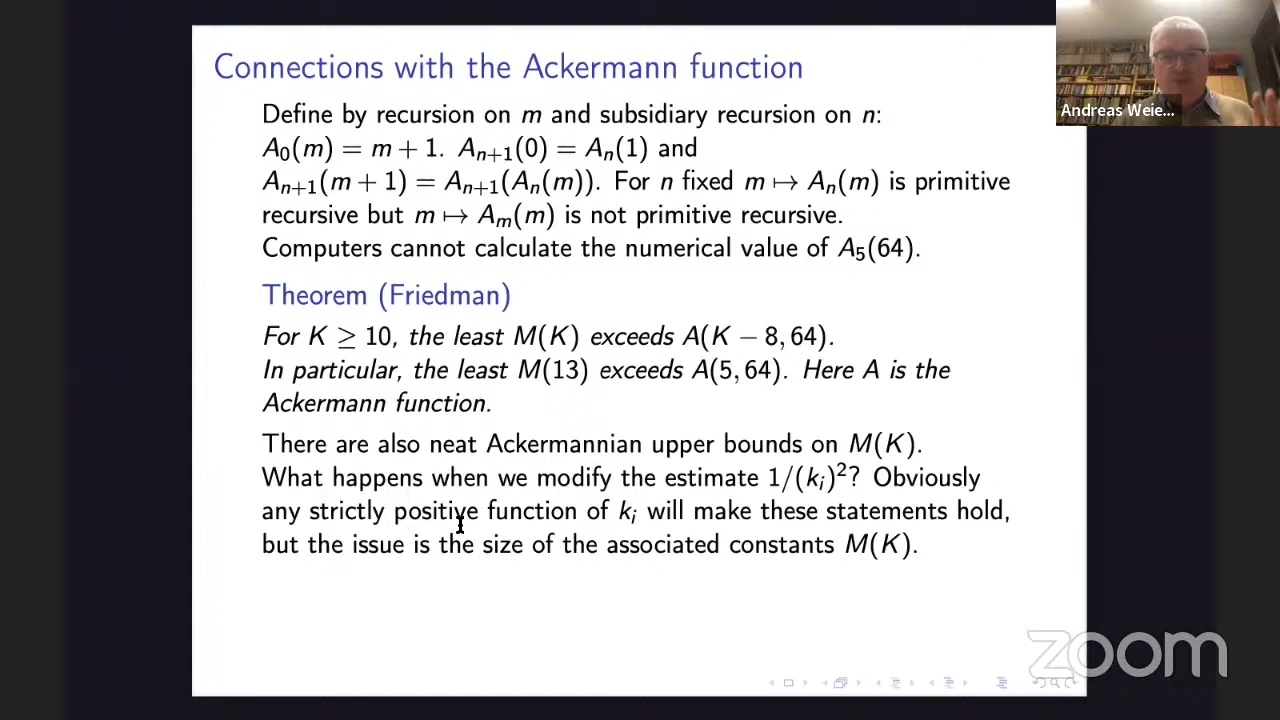 Connections with the Ackermann function
Andreas Weie...
Define by recursion on m and subsidiary recursion on n:
A₀(m) = m + 1. Aₙ₊₁(0) = Aₙ(1) and
Aₙ₊₁(m + 1) = Aₙ₊₁(Aₙ(m)). For n fixed m ↦ Aₙ(m) is primitive
recursive but m ↦ Aₘ(m) is not primitive recursive.
Computers cannot calculate the numerical value of A₅(64).
Theorem (Friedman)
For K ≥ 10, the least M(K) exceeds A(K − 8, 64).
In particular, the least M(13) exceeds A(5, 64). Here A is the
Ackermann function.
There are also neat Ackermannian upper bounds on M(K).
What happens when we modify the estimate 1/(kᵢ)²? Obviously
any strictly positive function of kᵢ will make these statements hold,
but the issue is the size of the associated constants M(K).
zoom